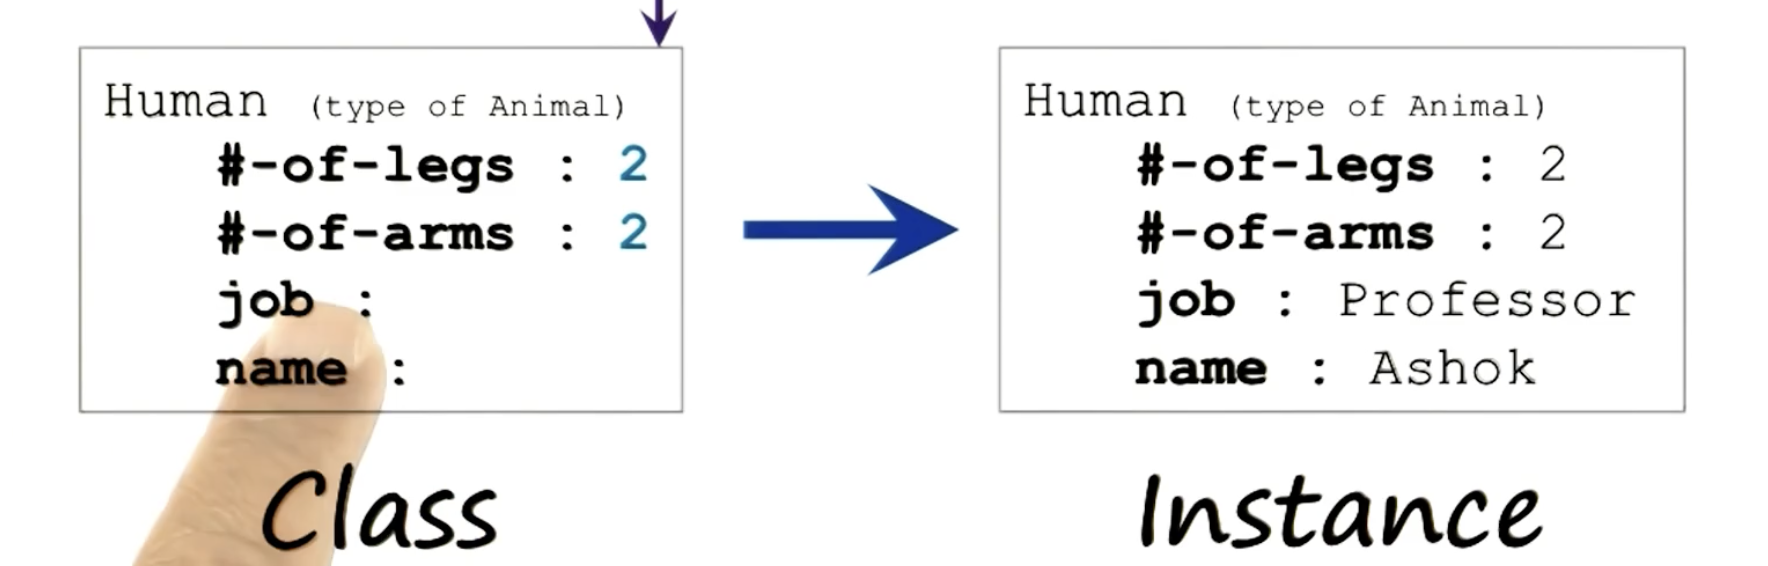 Human (type of Animal)
#-of-legs : 2
#-of-arms : 2
job :
name :
Class
Human (type of Animal)
#-of-legs : 2
#-of-arms : 2
job : Professor
name : Ashok
Instance